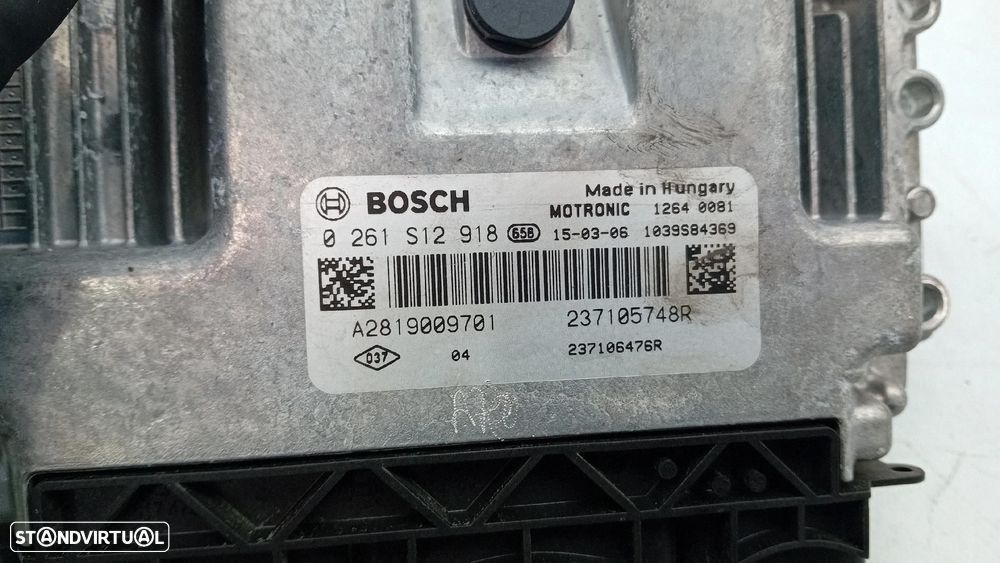 BOSCH
Made in Hungary
MOTRONIC 1264 0081
0 261 S12 918 65B 15-03-06 1039S84369
A2819009701 237105748R
037 04 237106476R
STANDVIRTUAL